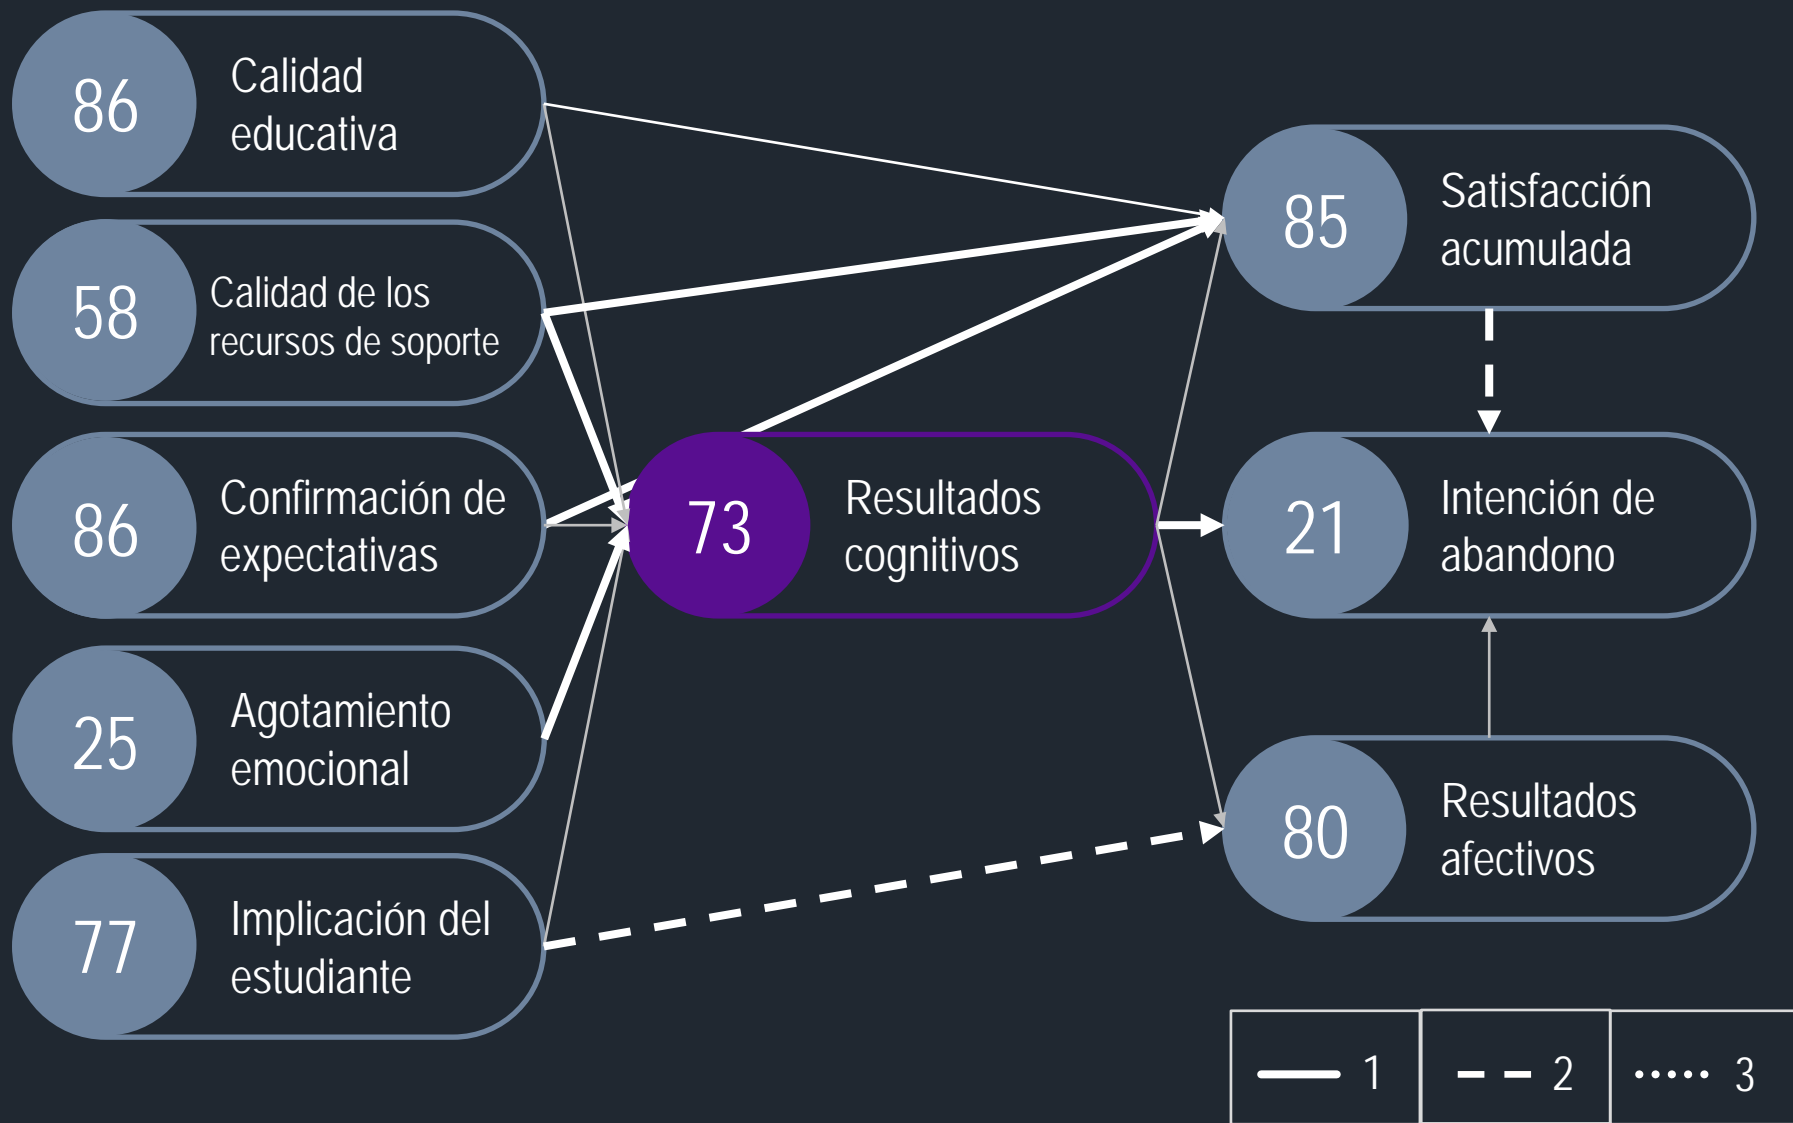 86
Calidad
educativa
58
Calidad de los
recursos de soporte
86
Confirmación de
expectativas
25
Agotamiento
emocional
77
Implicación del
estudiante
73
Resultados
cognitivos
85
Satisfacción
acumulada
21
Intención de
abandono
80
Resultados
afectivos
1
2
3